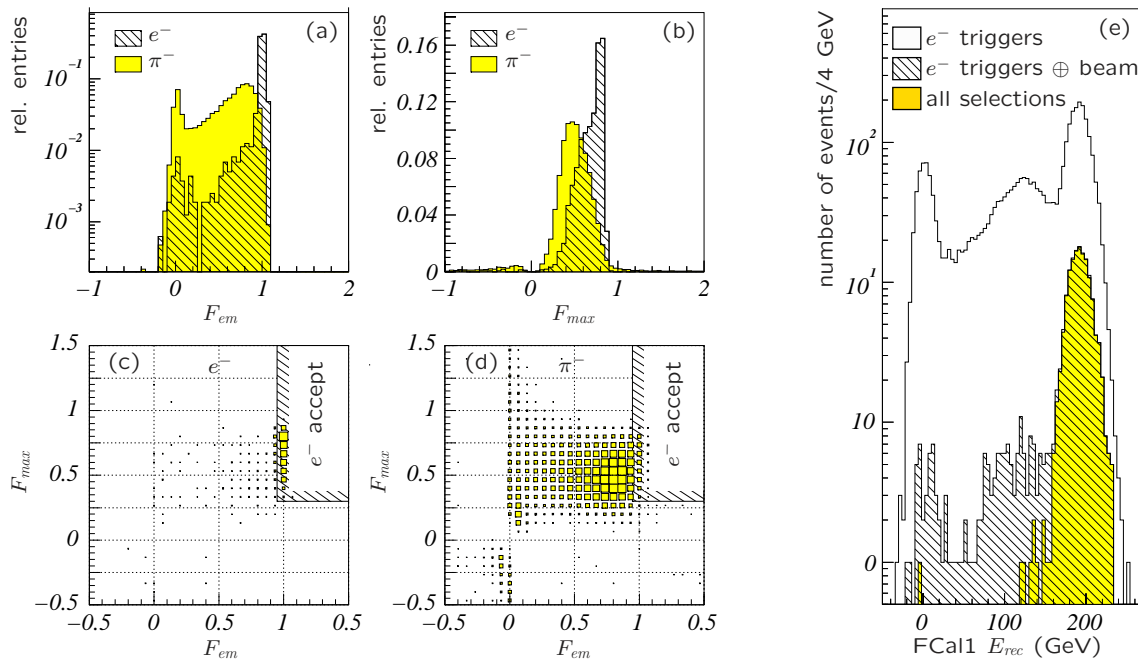 rel. entries
(a)
e⁻
π⁻
10⁻¹
10⁻²
10⁻³
−1 0 1 2
F_em
rel. entries
(b)
e⁻
π⁻
0.16
0.12
0.08
0.04
0
−1 0 1 2
F_max
(c)
e⁻
e⁻ accept
F_max
1.5
1
0.5
0
−0.5
−0.5 0 0.5 1 1.5
F_em
(d)
π⁻
e⁻ accept
F_max
1.5
1
0.5
0
−0.5
−0.5 0 0.5 1 1.5
F_em
number of events/4 GeV
(e)
e⁻ triggers
e⁻ triggers ⊕ beam
all selections
10²
10¹
10
0
0 100 200
FCal1 E_rec (GeV)